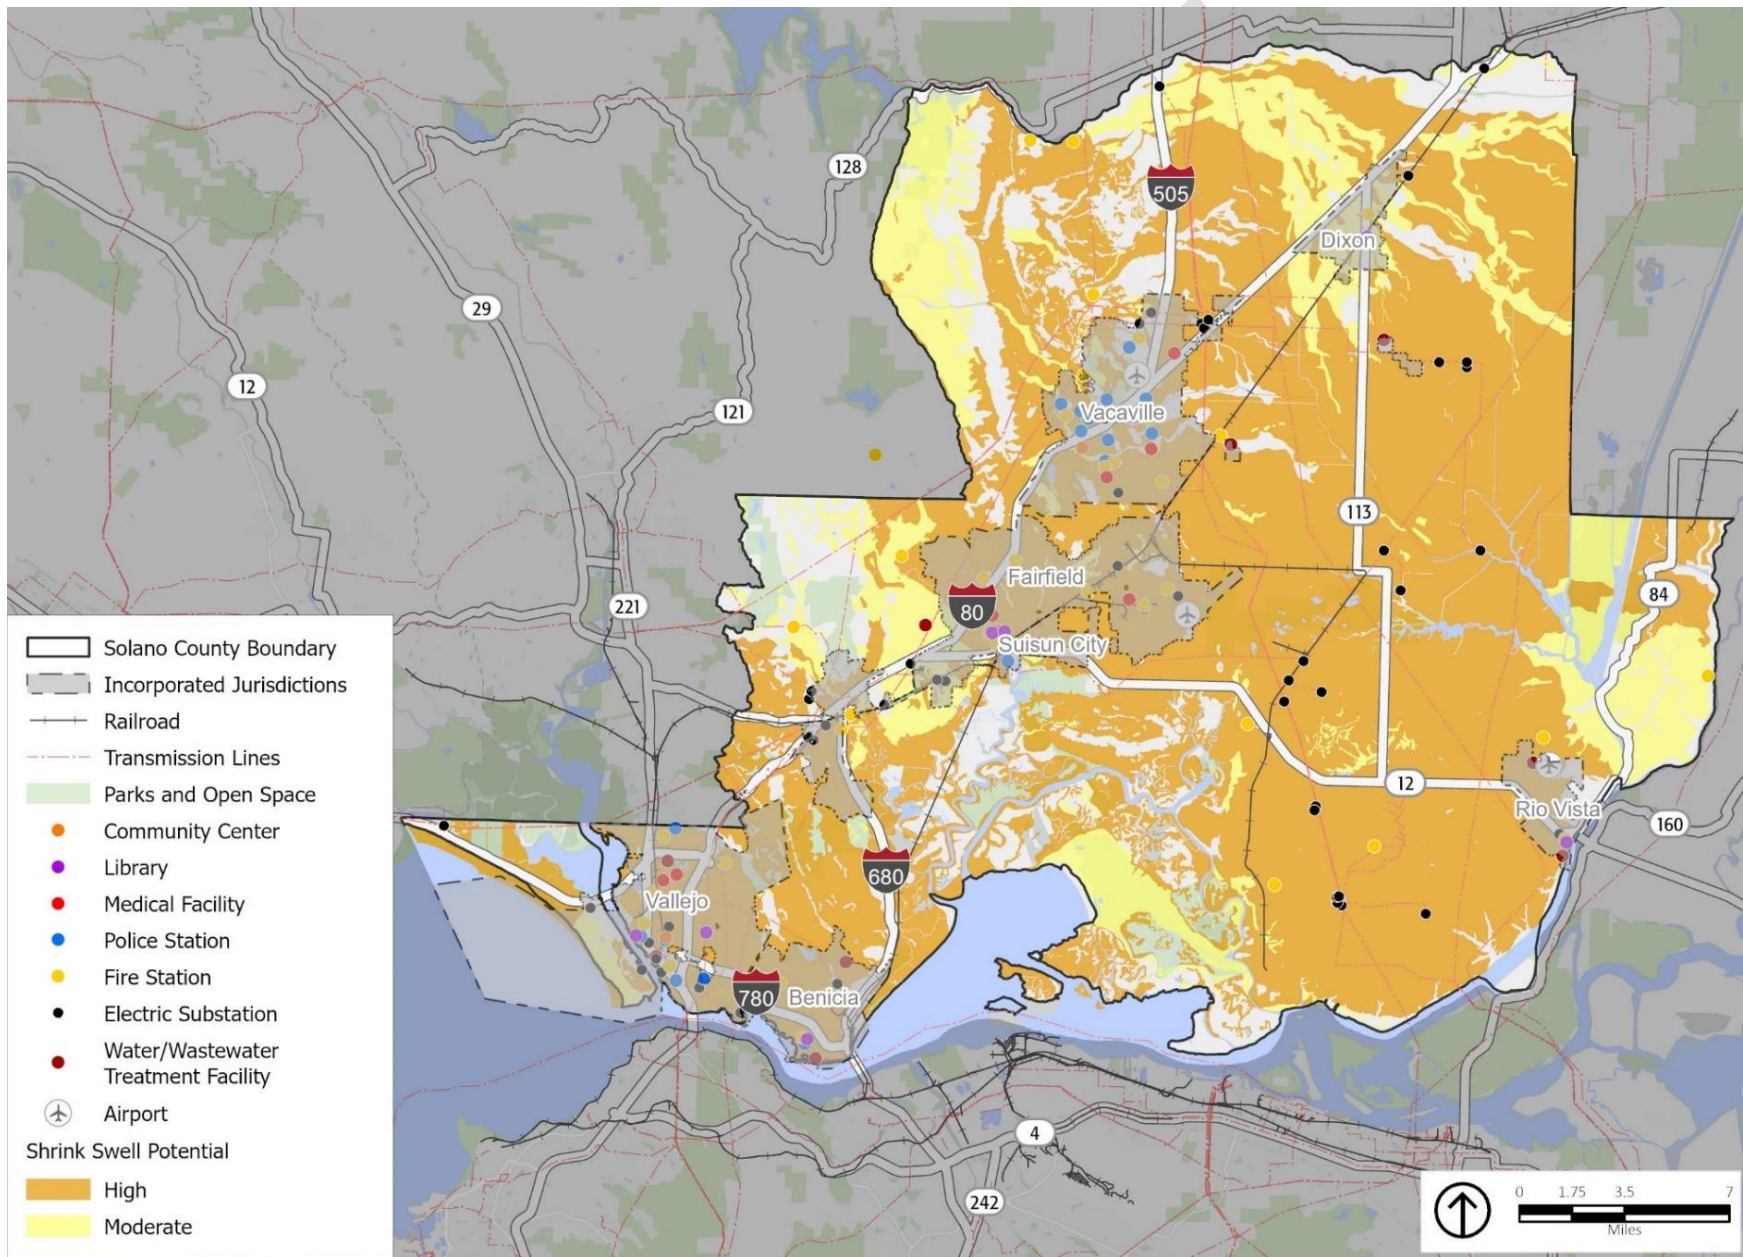 128
505
Dixon
29
12
121
Vacaville
113
Fairfield
80
84
221
Suisun City
12
Rio Vista
160
680
Vallejo
780
Benicia
4
242
Solano County Boundary
Incorporated Jurisdictions
Railroad
Transmission Lines
Parks and Open Space
Community Center
Library
Medical Facility
Police Station
Fire Station
Electric Substation
Water/Wastewater
Treatment Facility
Airport
Shrink Swell Potential
High
Moderate
0 1.75 3.5 7
Miles